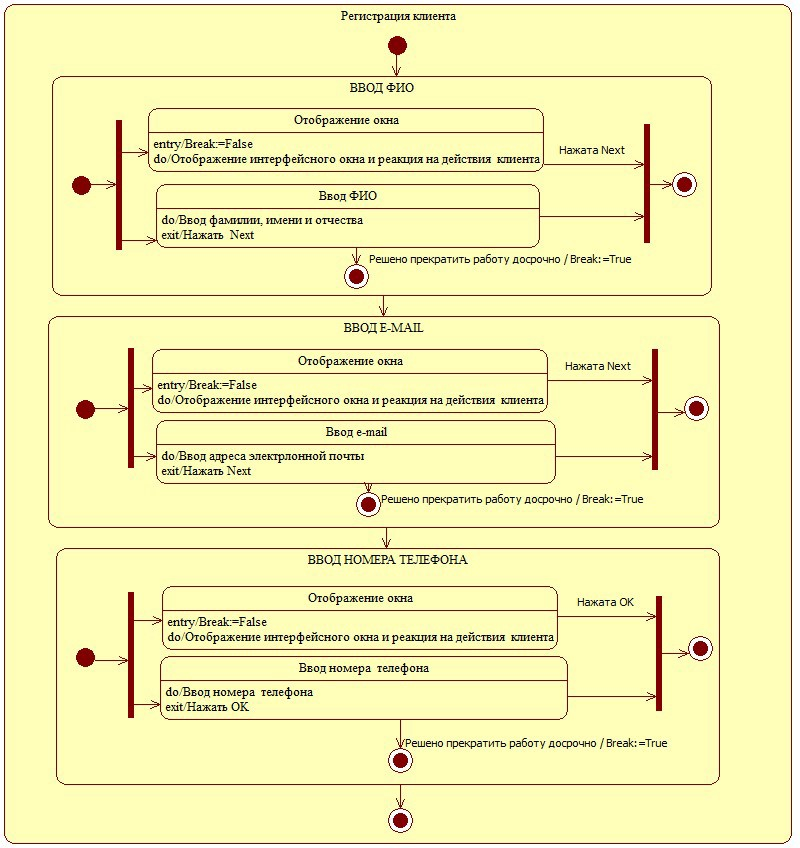 Регистрация клиента
ВВОД ФИО
Отображение окна
entry/Break:=False
do/Отображение интерфейсного окна и реакция на действия клиента
Нажата Next
Ввод ФИО
do/Ввод фамилии, имени и отчества
exit/Нажать Next
Решено прекратить работу досрочно / Break:=True
ВВОД E-MAIL
Отображение окна
entry/Break:=False
do/Отображение интерфейсного окна и реакция на действия клиента
Нажата Next
Ввод e-mail
do/Ввод адреса электрлонной почты
exit/Нажать Next
Решено прекратить работу досрочно / Break:=True
ВВОД НОМЕРА ТЕЛЕФОНА
Отображение окна
entry/Break:=False
do/Отображение интерфейсного окна и реакция на действия клиента
Нажата OK
Ввод номера телефона
do/Ввод номера телефона
exit/Нажать OK
Решено прекратить работу досрочно / Break:=True